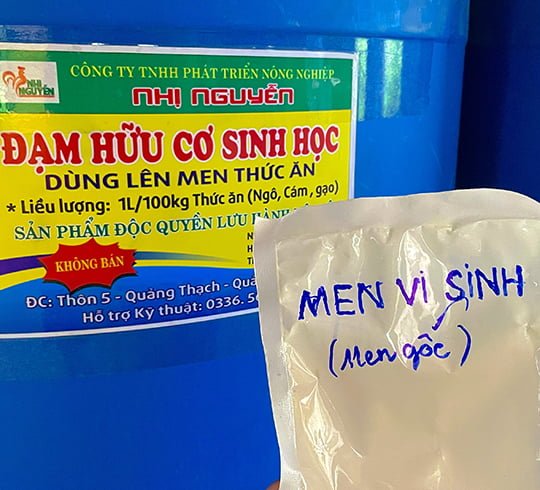 NHỊ
NGUYỄN
CÔNG TY TNHH PHÁT TRIỂN NÔNG NGHIỆP
NHỊ NGUYỄN
ĐẠM HỮU CƠ SINH HỌC
DÙNG LÊN MEN THỨC ĂN
* Liều lượng: 1L/100kg Thức ăn (Ngô, Cám, gạo)
SẢN PHẨM ĐỘC QUYỀN LƯU HÀNH
KHÔNG BÁN
ĐC: Thôn 5 - Quảng Thạch - Qu
Hỗ trợ Kỹ thuật: 0336.
MEN VI SINH
(Men gốc)